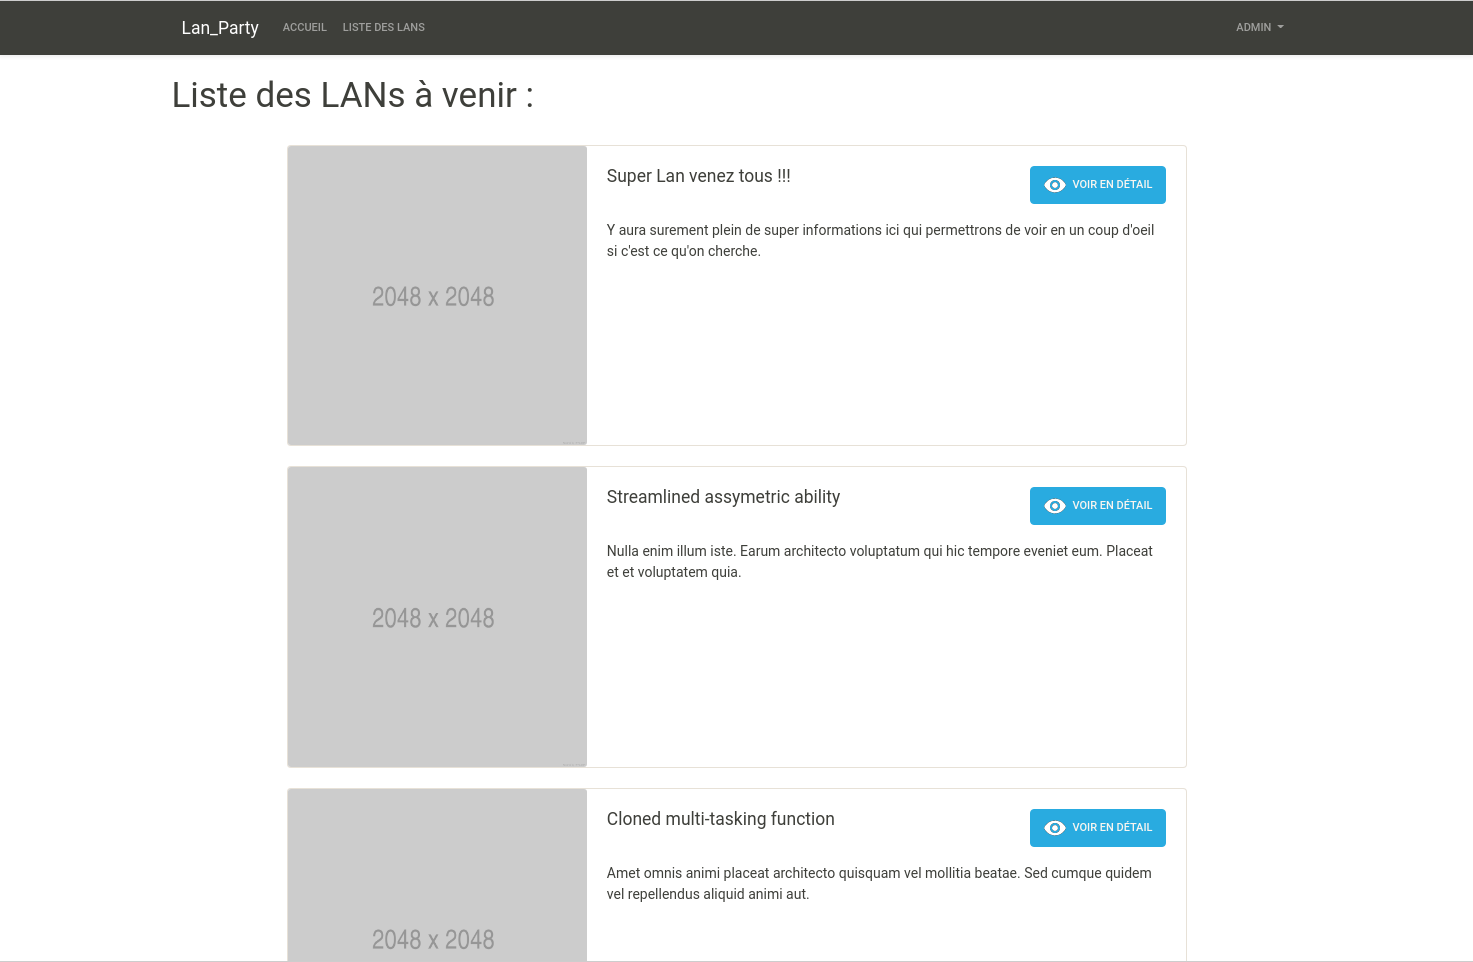 Lan_Party ACCUEIL LISTE DES LANS ADMIN
Liste des LANs à venir :
2048 x 2048
Super Lan venez tous !!!
VOIR EN DÉTAIL
Y aura surement plein de super informations ici qui permettrons de voir en un coup d'oeil
si c'est ce qu'on cherche.
2048 x 2048
Streamlined assymetric ability
VOIR EN DÉTAIL
Nulla enim illum iste. Earum architecto voluptatum qui hic tempore eveniet eum. Placeat
et et voluptatem quia.
2048 x 2048
Cloned multi-tasking function
VOIR EN DÉTAIL
Amet omnis animi placeat architecto quisquam vel mollitia beatae. Sed cumque quidem
vel repellendus aliquid animi aut.